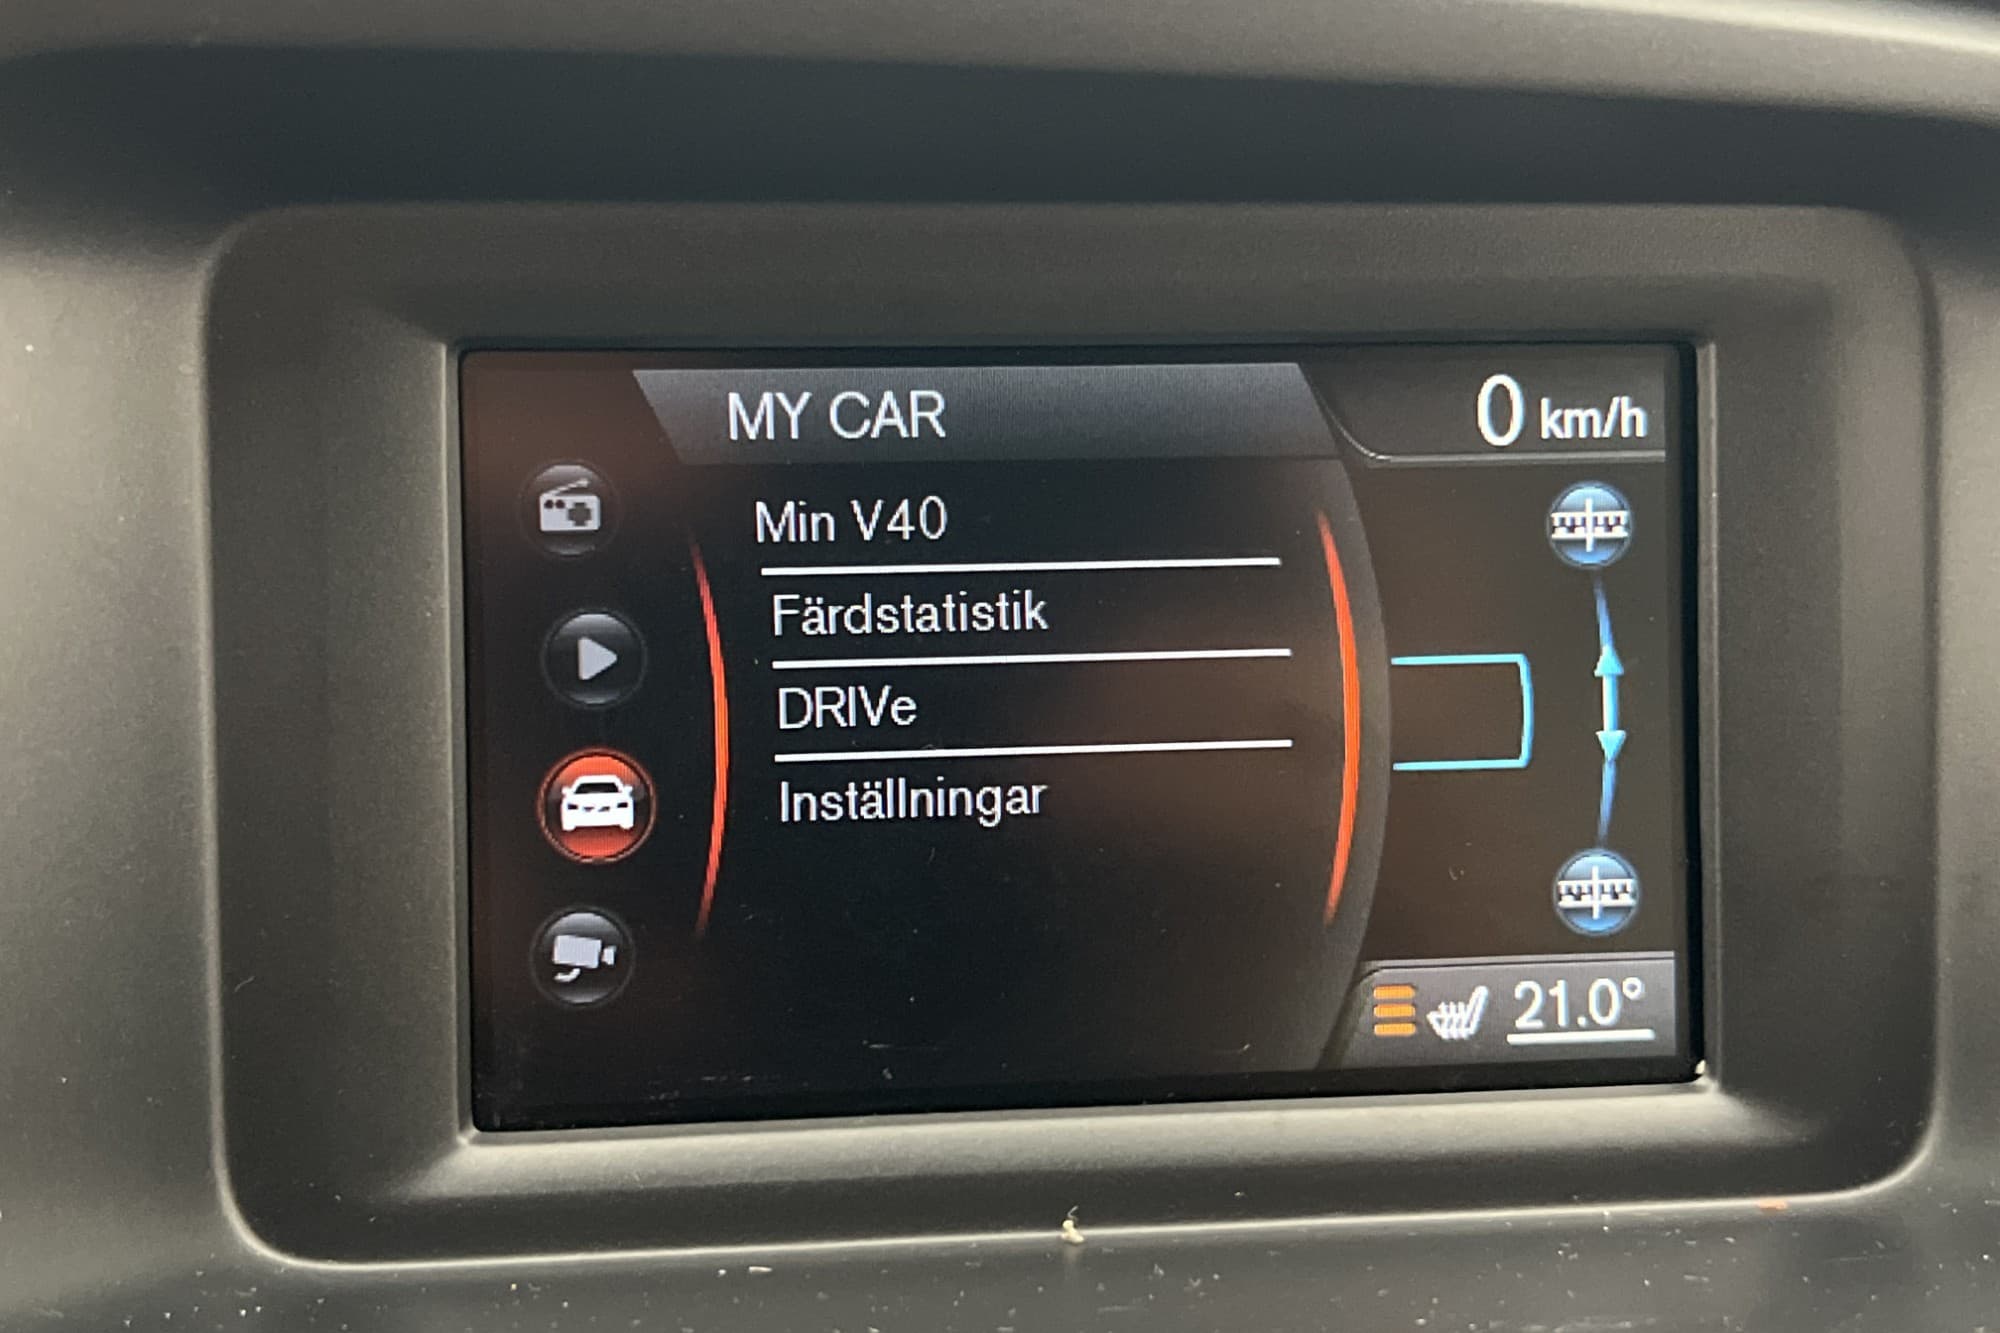 MY CAR
0 km/h
Min V40
Färdstatistik
DRIVe
Inställningar
21.0°